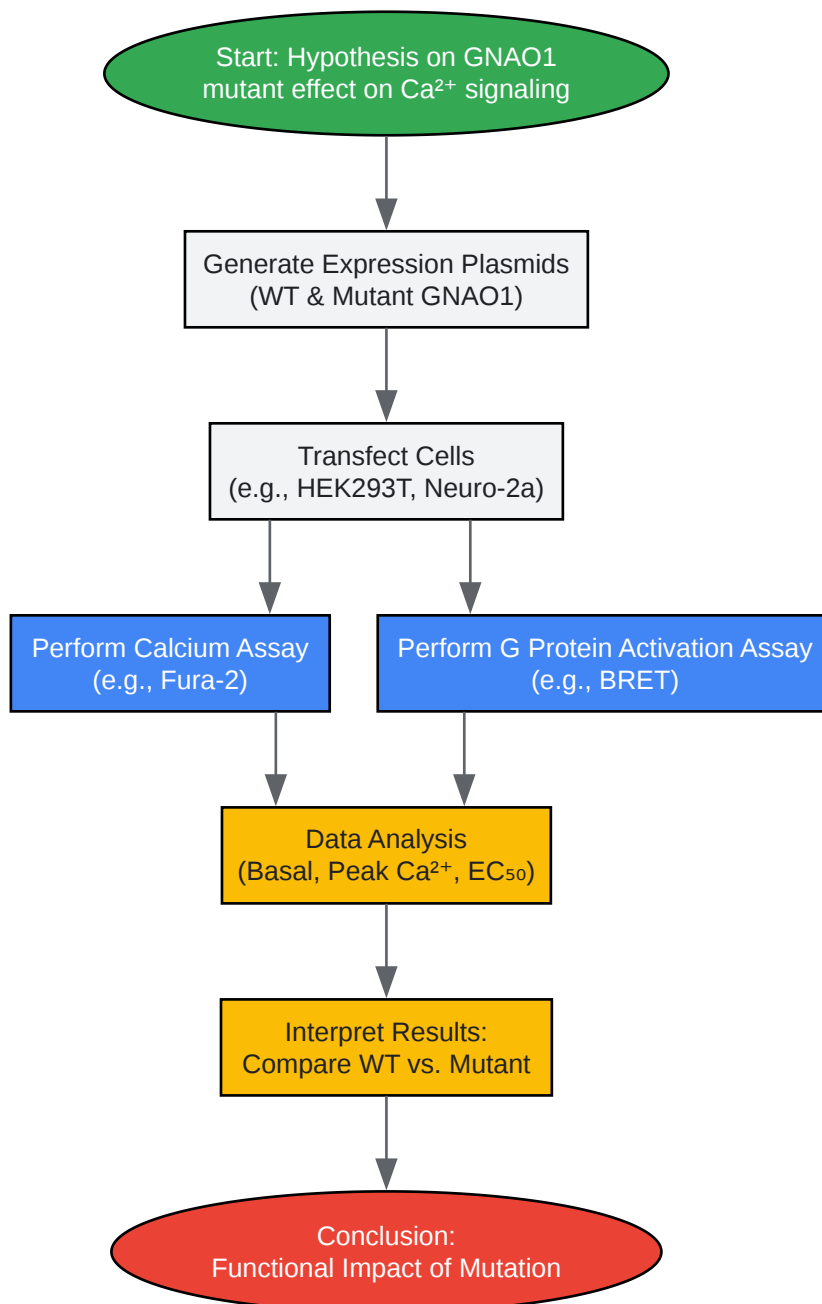 Start: Hypothesis on GNAO1
mutant effect on Ca²⁺ signaling
Generate Expression Plasmids
(WT & Mutant GNAO1)
Transfect Cells
(e.g., HEK293T, Neuro-2a)
Perform Calcium Assay
(e.g., Fura-2)
Perform G Protein Activation Assay
(e.g., BRET)
Data Analysis
(Basal, Peak Ca²⁺, EC₅₀)
Interpret Results:
Compare WT vs. Mutant
Conclusion:
Functional Impact of Mutation